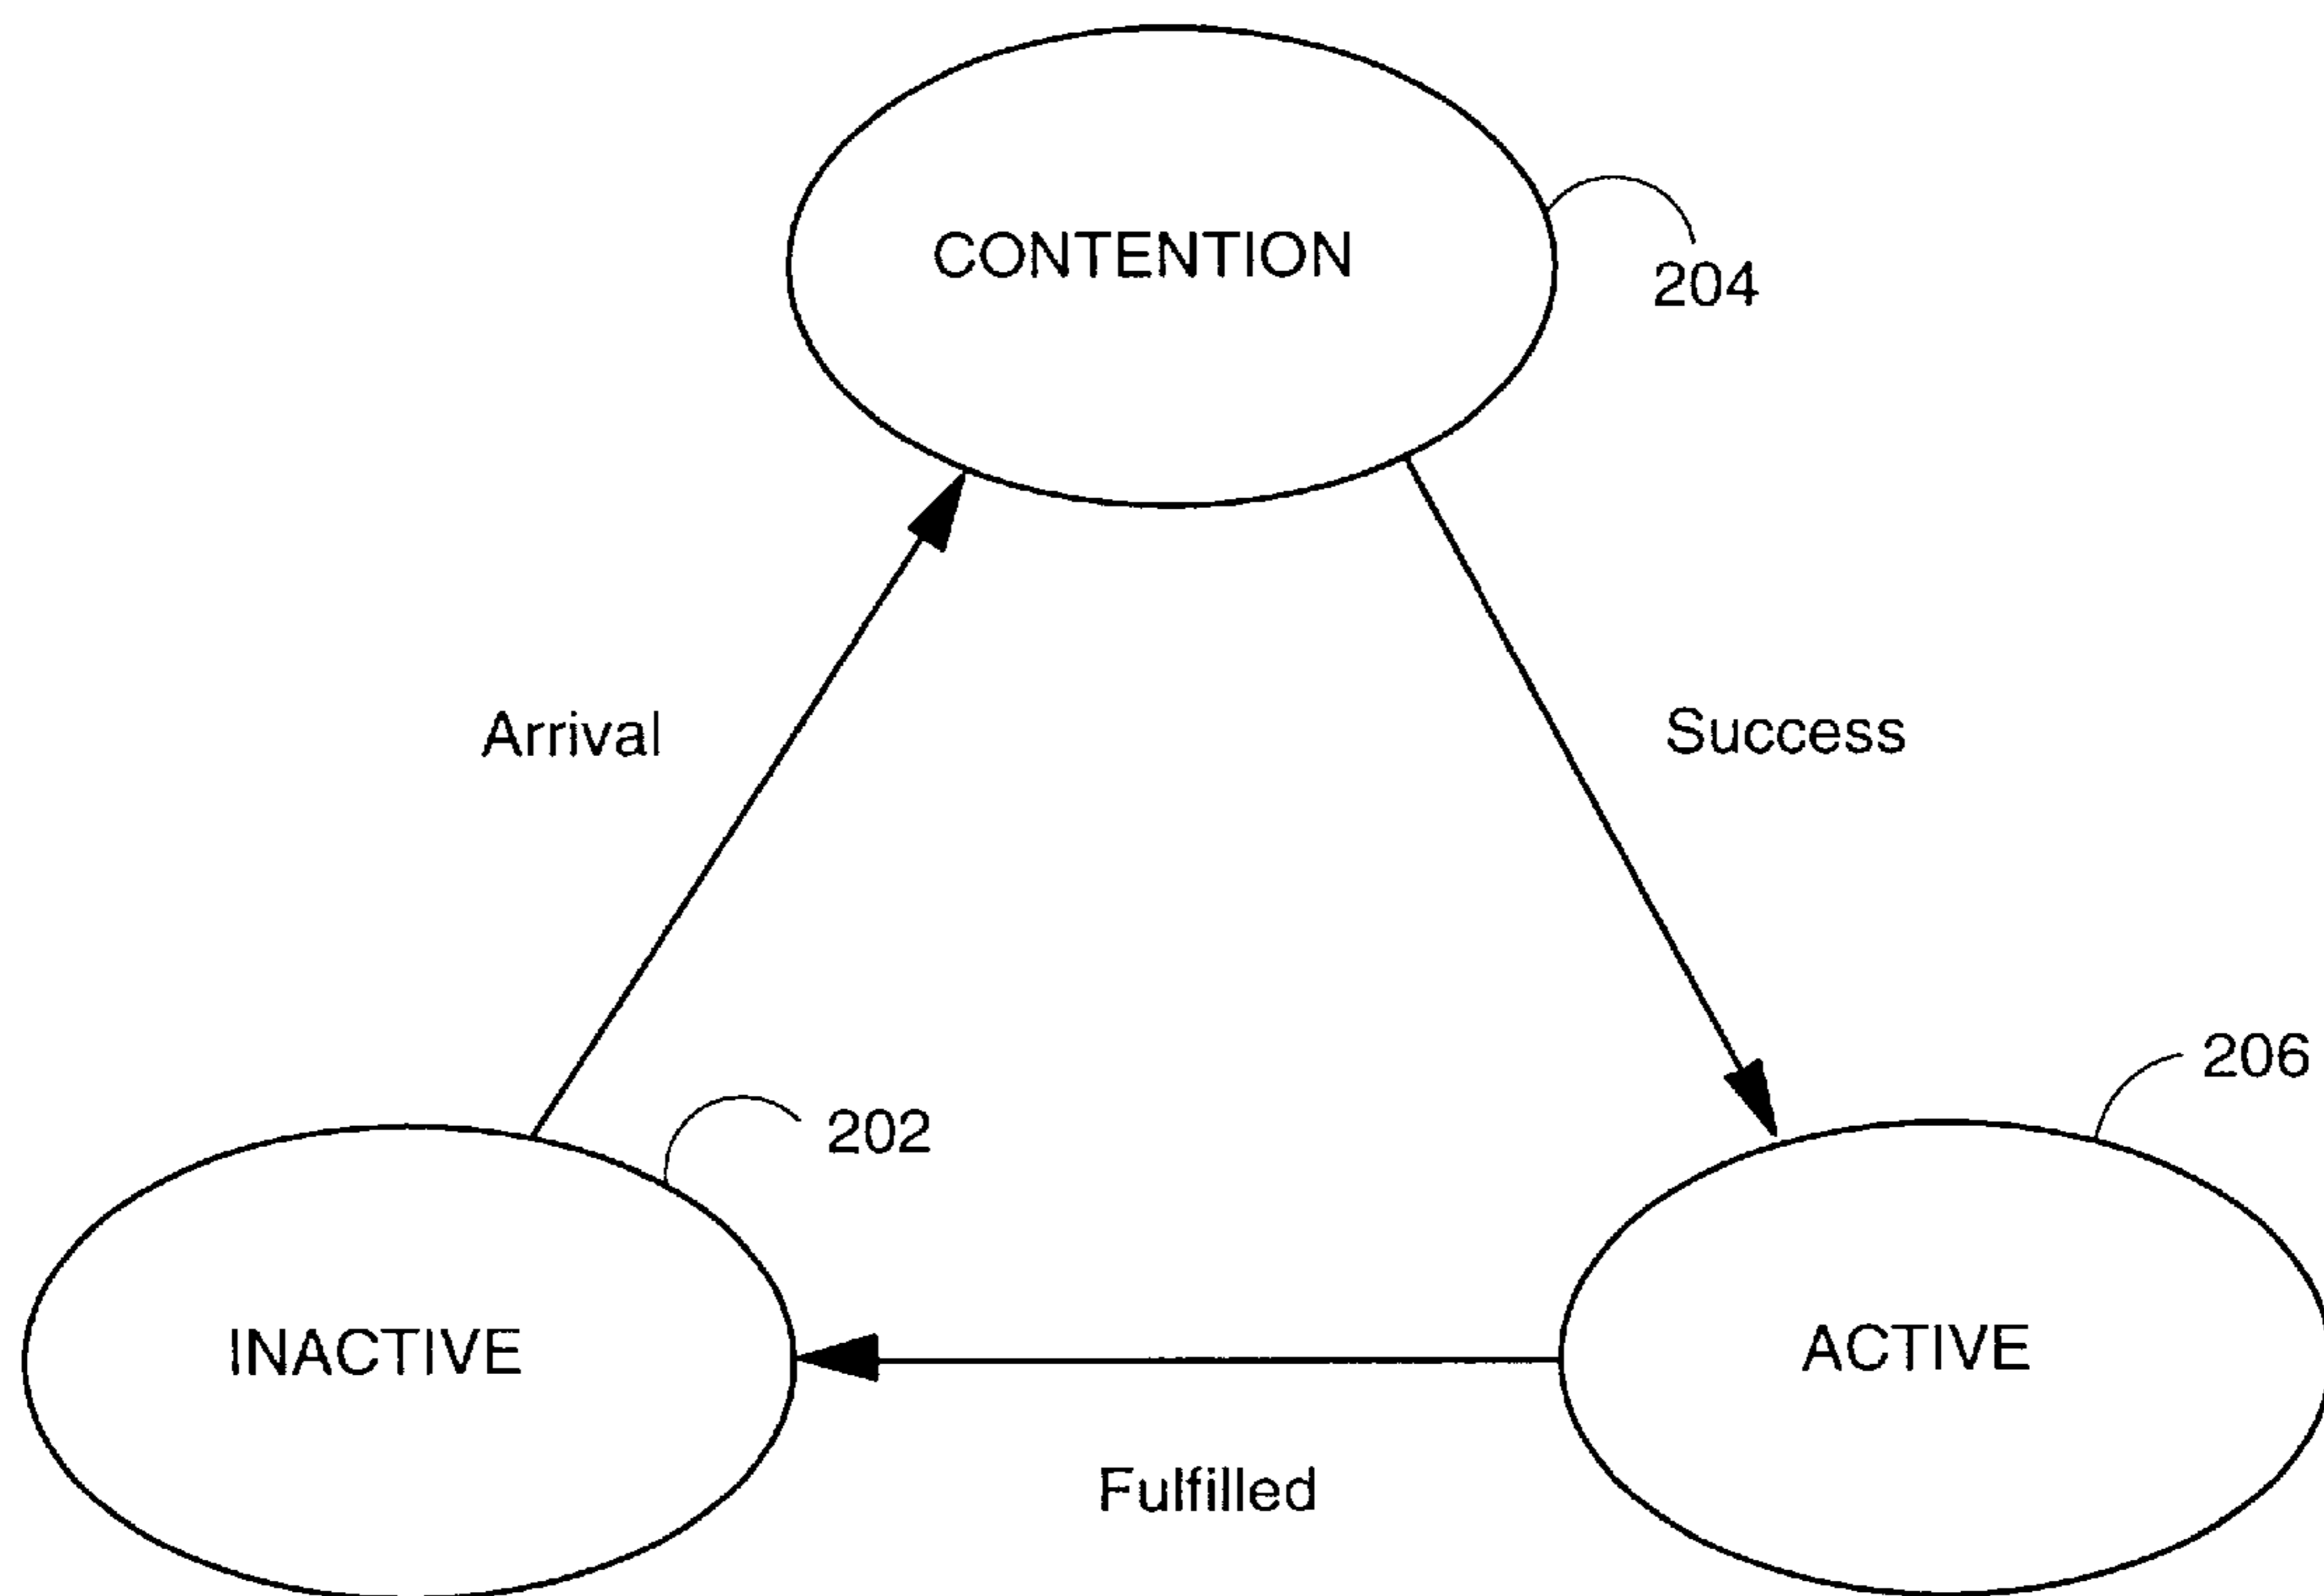 CONTENTION
204
Arrival
Success
206
202
INACTIVE
ACTIVE
Fulfilled